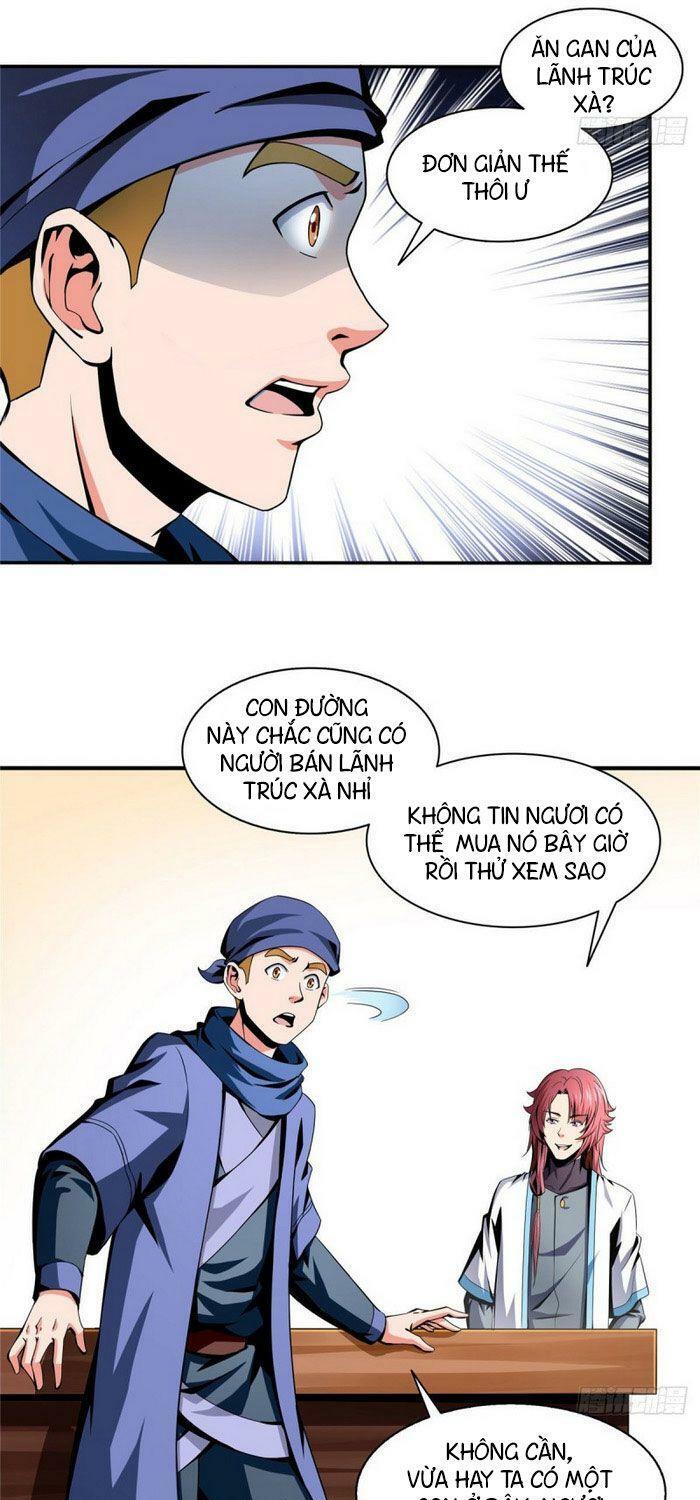 ĂN GAN CỦA
LÃNH TRÚC
XÀ?
ĐƠN GIẢN THẾ
THÔI Ư
CON ĐƯỜNG
NÀY CHẮC CŨNG CÓ
NGƯỜI BÁN LÃNH
TRÚC XÀ NHỈ
KHÔNG TIN NGƯƠI CÓ
THỂ MUA NÓ BÂY GIỜ
RỒI THỬ XEM SAO
KHÔNG CẦN,
VỪA HAY TA CÓ MỘT